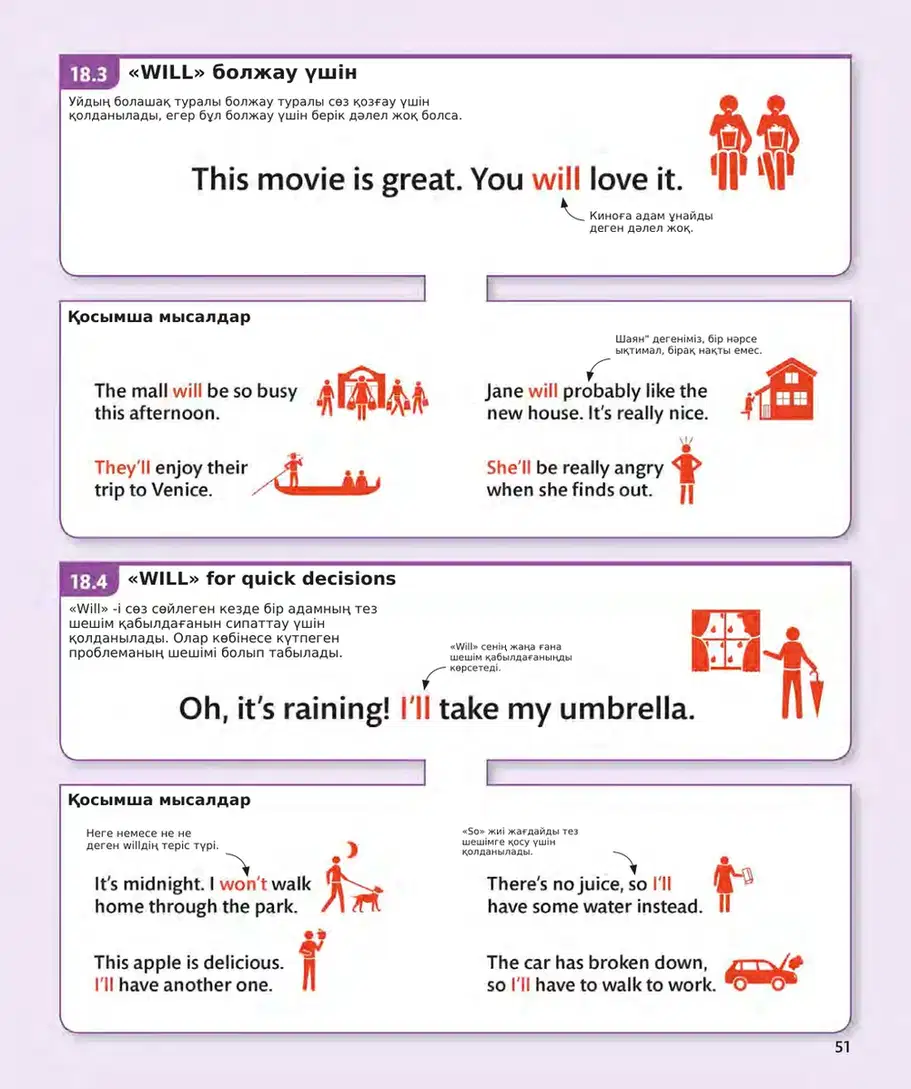 18.3 «WILL» болжау үшін
Уйдың болашақ туралы болжау туралы сөз қозғау үшін
қолданылады, егер бұл болжау үшін берік дәлел жоқ болса.
This movie is great. You will love it.
Киноға адам ұнайды
деген дәлел жоқ.
Қосымша мысалдар
The mall will be so busy
this afternoon.
Шаян" дегеніміз, бір нәрсе
ықтимал, бірақ нақты емес.
Jane will probably like the
new house. It's really nice.
They'll enjoy their
trip to Venice.
She'll be really angry
when she finds out.
18.4 «WILL» for quick decisions
«Will» -і сөз сөйлеген кезде бір адамның тез
шешім қабылдағанын сипаттау үшін
қолданылады. Олар көбінесе күтпеген
проблеманың шешімі болып табылады.
«Will» сенің жаңа ғана
шешім қабылдағаныңды
көрсетеді.
Oh, it's raining! I'll take my umbrella.
Қосымша мысалдар
Неге немесе не не
деген willдің теріс түрі.
It's midnight. I won't walk
home through the park.
«So» жиі жағдайды тез
шешімге қосу үшін
қолданылады.
There's no juice, so I'll
have some water instead.
This apple is delicious.
I'll have another one.
The car has broken down,
so I'll have to walk to work.
51